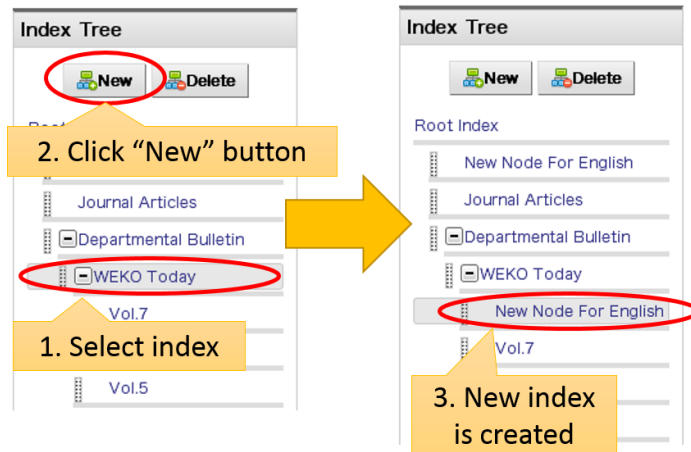 Index Tree
New
Delete
2. Click “New” button
Journal Articles
Departmental Bulletin
WEKO Today
Vol.7
1. Select index
Vol.5
Index Tree
New
Delete
Root Index
New Node For English
Journal Articles
Departmental Bulletin
WEKO Today
New Node For English
Vol.7
3. New index
is created